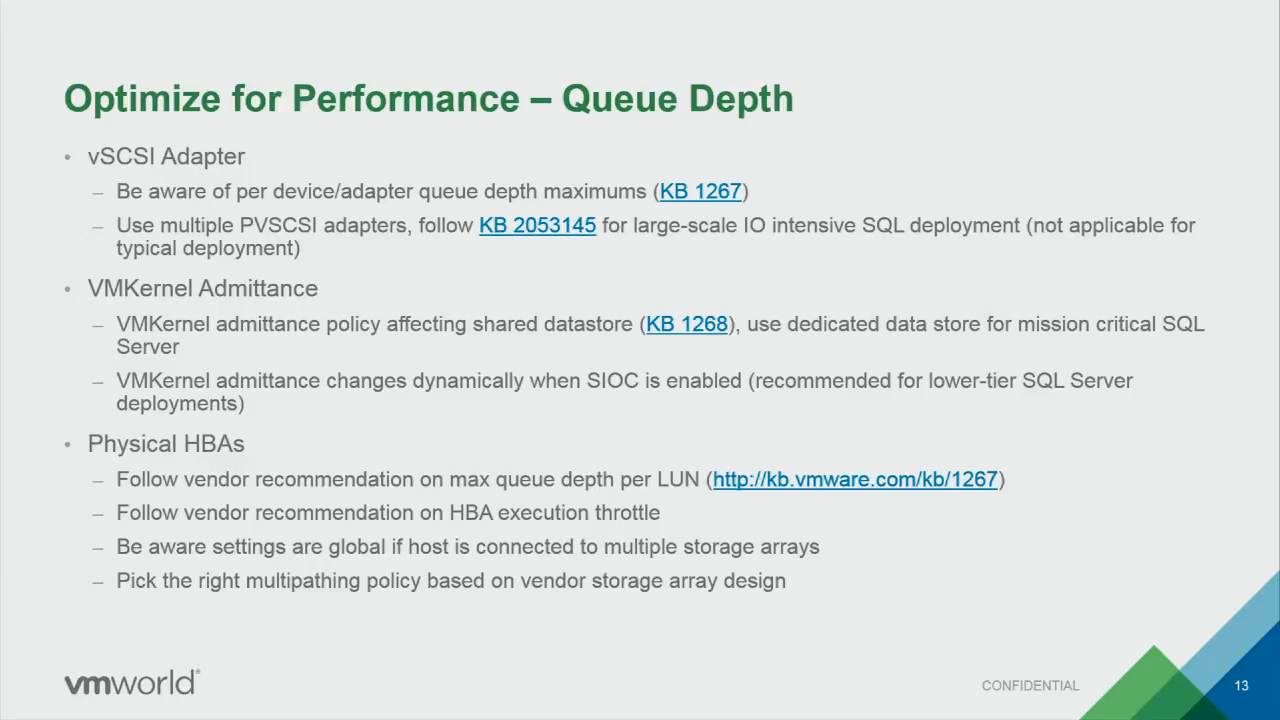 Optimize for Performance – Queue Depth
• vSCSI Adapter
– Be aware of per device/adapter queue depth maximums (KB 1267)
– Use multiple PVSCSI adapters, follow KB 2053145 for large-scale IO intensive SQL deployment (not applicable for
typical deployment)
• VMKernel Admittance
– VMKernel admittance policy affecting shared datastore (KB 1268), use dedicated data store for mission critical SQL
Server
– VMKernel admittance changes dynamically when SIOC is enabled (recommended for lower-tier SQL Server
deployments)
• Physical HBAs
– Follow vendor recommendation on max queue depth per LUN (http://kb.vmware.com/kb/1267)
– Follow vendor recommendation on HBA execution throttle
– Be aware settings are global if host is connected to multiple storage arrays
– Pick the right multipathing policy based on vendor storage array design
vmworld®
CONFIDENTIAL
13